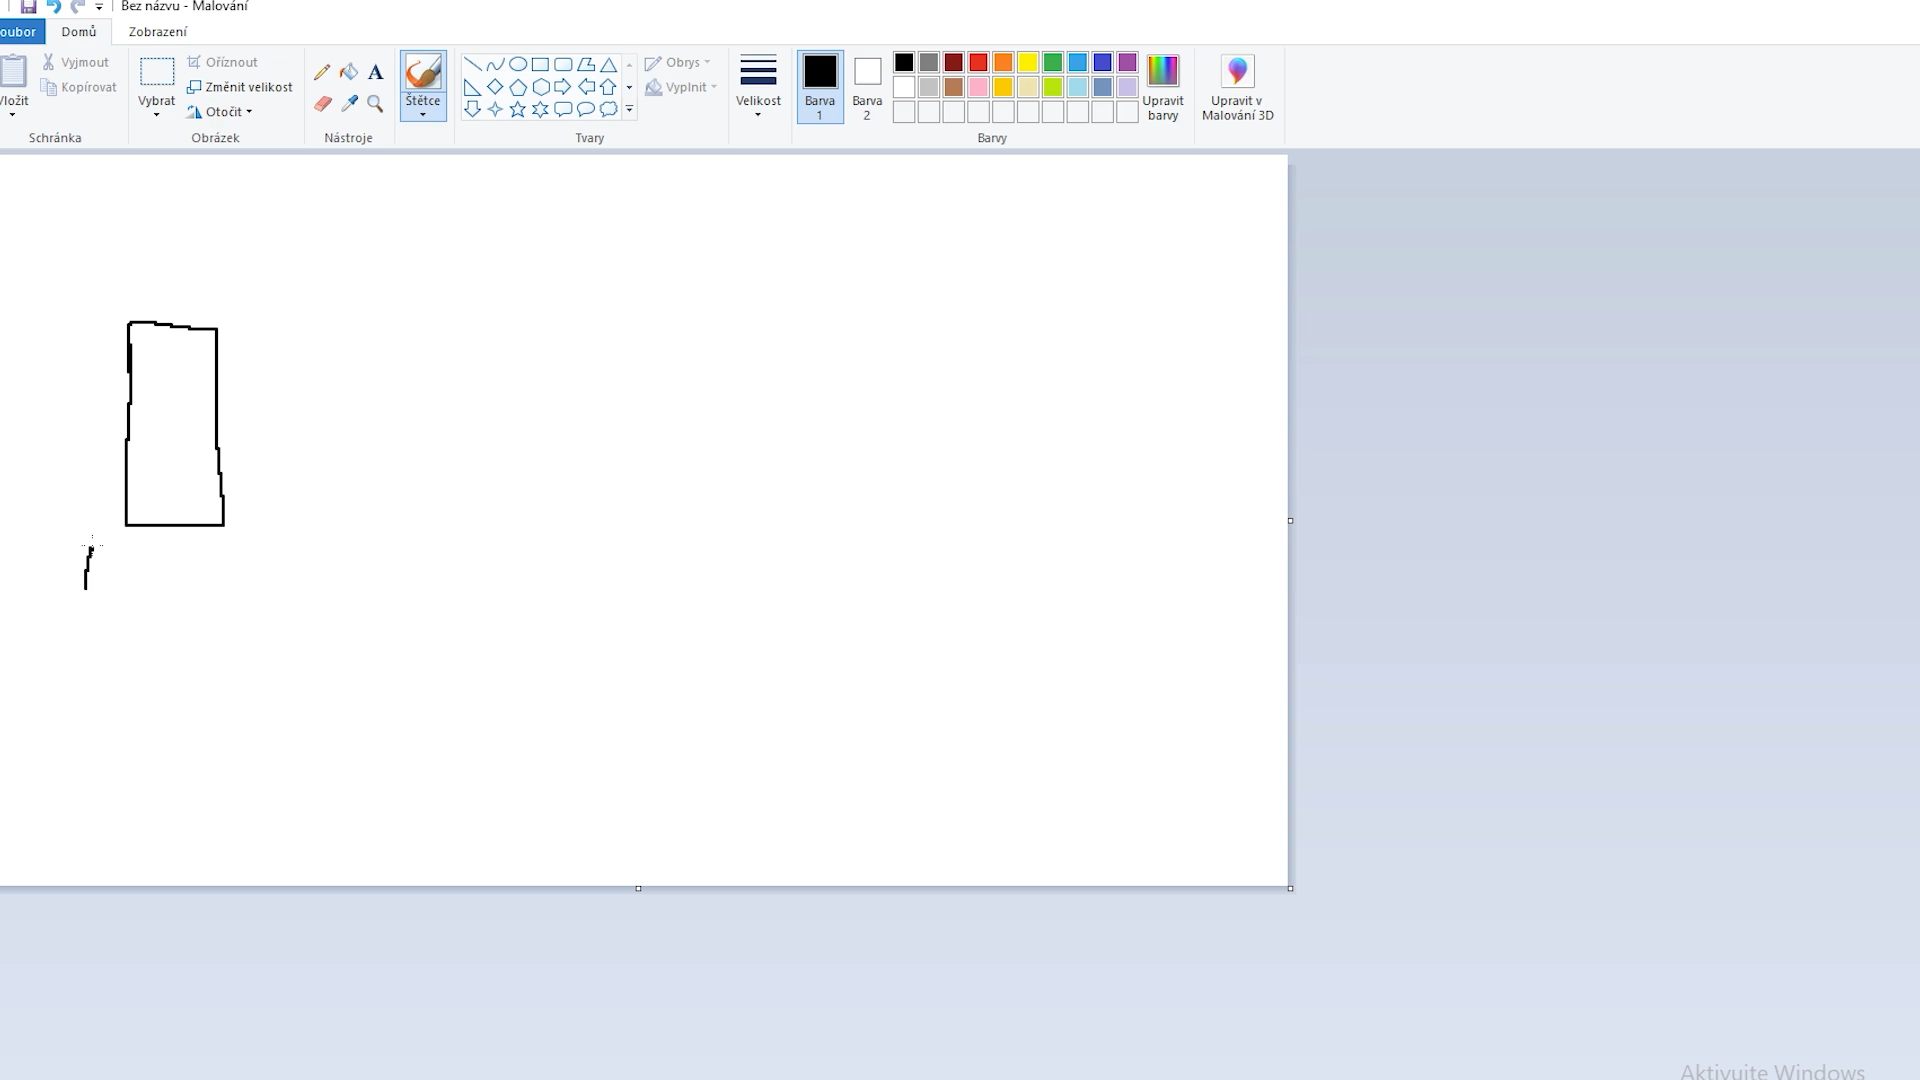 Bez názvu - Malování
oubor Domů Zobrazení
Vyjmout
Kopírovat
Vložit
Schránka
Vybrat
Oříznout
Změnit velikost
Otočit
Obrázek
A
Nástroje
Štětce
Tvary
Obrys
Vyplnit
Velikost
Barva
1
Barva
2
Barvy
Upravit
barvy
Upravit v
Malování 3D
Aktivujte Windows